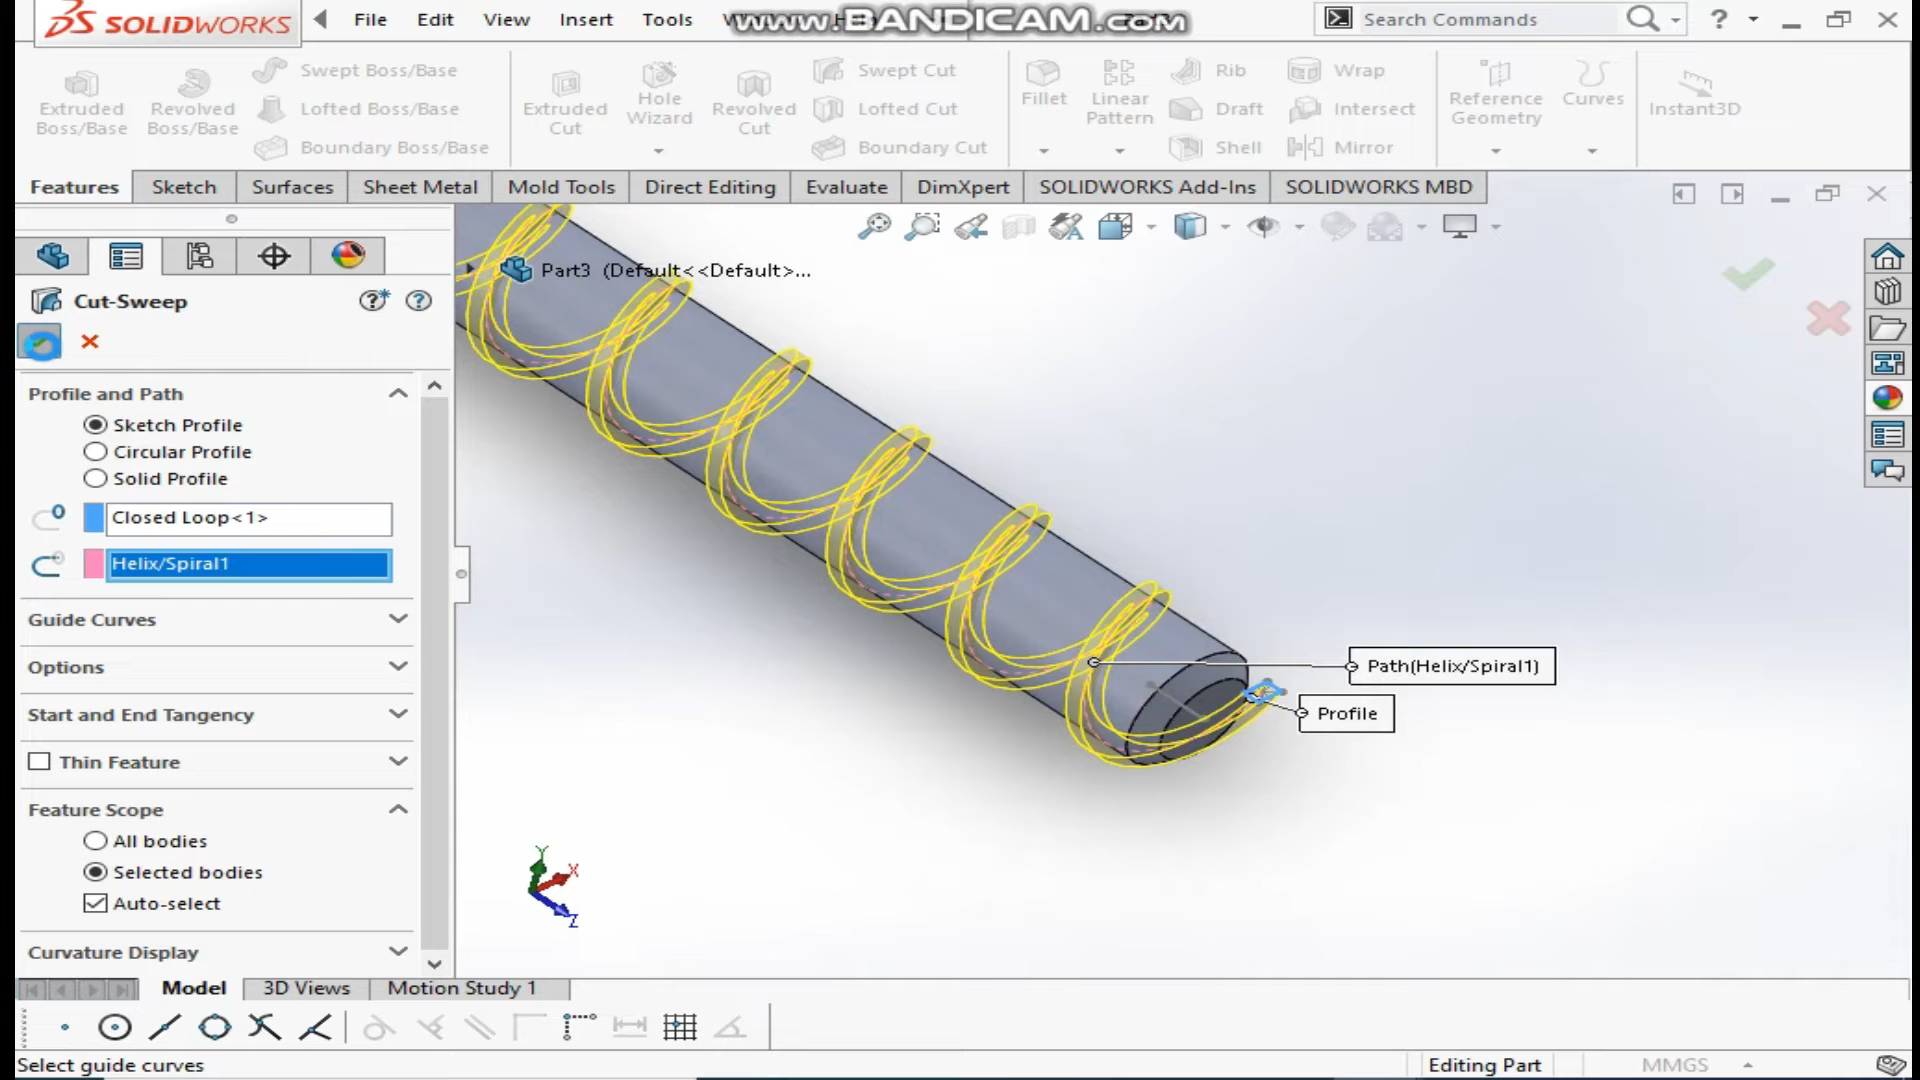 SOLIDWORKS
File Edit View Insert Tools
www.BANDICAM.com
Search Commands
?
Extruded Boss/Base
Revolved Boss/Base
Swept Boss/Base
Lofted Boss/Base
Boundary Boss/Base
Extruded Cut
Hole Wizard
Revolved Cut
Swept Cut
Lofted Cut
Boundary Cut
Fillet
Linear Pattern
Rib
Draft
Shell
Wrap
Intersect
Mirror
Reference Geometry
Curves
Instant3D
Features Sketch Surfaces Sheet Metal Mold Tools Direct Editing Evaluate DimXpert SOLIDWORKS Add-Ins SOLIDWORKS MBD
Part3 (Default<<Default>...
Cut-Sweep
Profile and Path
Sketch Profile
Circular Profile
Solid Profile
Closed Loop<1>
Helix/Spiral1
Guide Curves
Options
Start and End Tangency
Thin Feature
Feature Scope
All bodies
Selected bodies
Auto-select
Curvature Display
Path(Helix/Spiral1)
Profile
Y
X
Z
Model 3D Views Motion Study 1
Select guide curves
Editing Part
MMGS